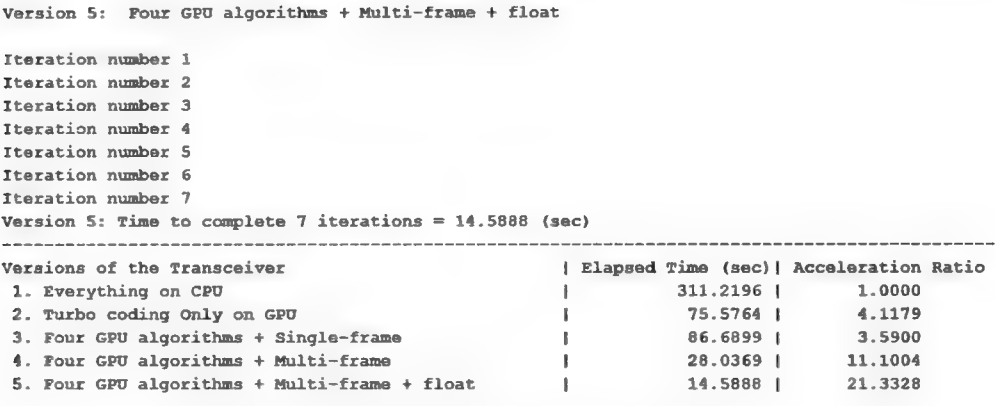 Version 5:  Four GPU algorithms + Multi-frame + float
Iteration number 1
Iteration number 2
Iteration number 3
Iteration number 4
Iteration number 5
Iteration number 6
Iteration number 7
Version 5: Time to complete 7 iterations = 14.5888 (sec)
---------------------------------------------------------------------------------------------
Versions of the Transceiver | Elapsed Time (sec)| Acceleration Ratio
1. Everything on CPU | 311.2196 | 1.0000
2. Turbo coding Only on GPU | 75.5764 | 4.1179
3. Four GPU algorithms + Single-frame | 86.6899 | 3.5900
4. Four GPU algorithms + Multi-frame | 28.0369 | 11.1004
5. Four GPU algorithms + Multi-frame + float | 14.5888 | 21.3328